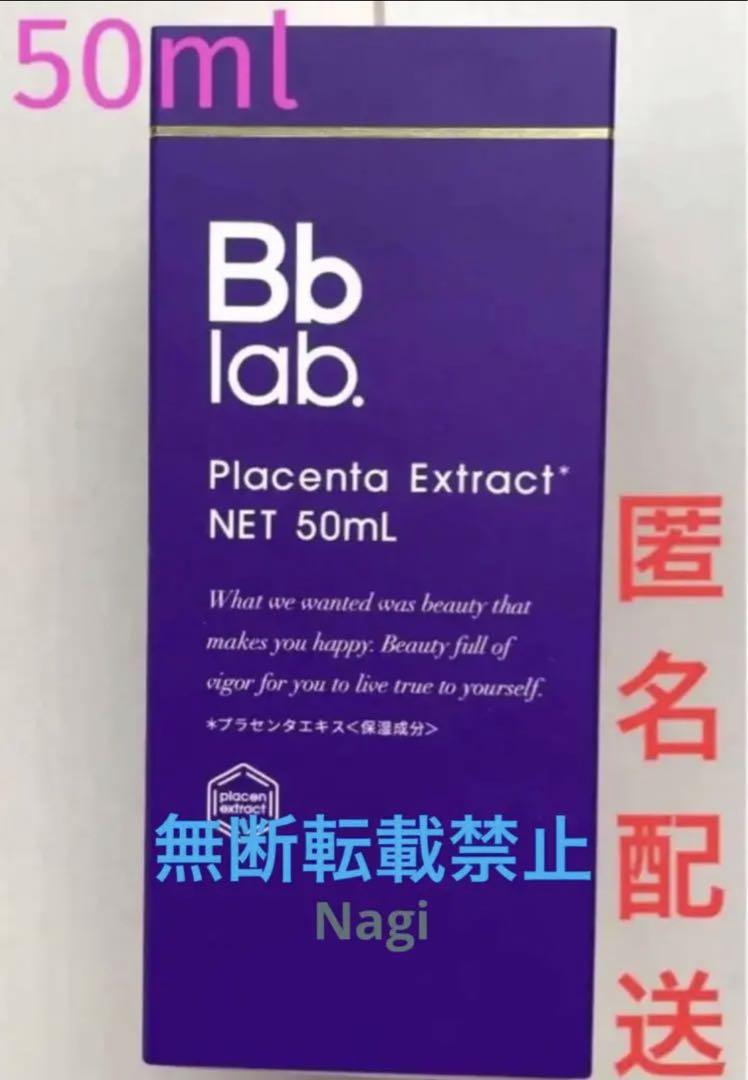 50ml
Bb
lab.
Placenta Extract*
NET 50mL
What we wanted was beauty that
makes you happy. Beauty full of
vigor for you to live true to yourself.
*プラセンタエキス<保湿成分>
placen
extract
無断転載禁止
Nagi
匿名配送